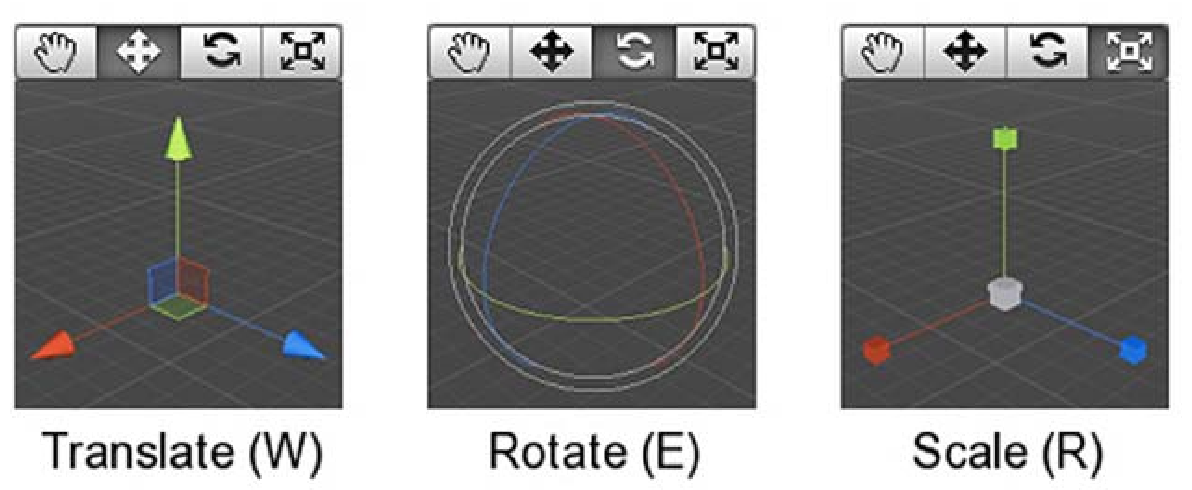 Translate (W)
Rotate (E)
Scale (R)